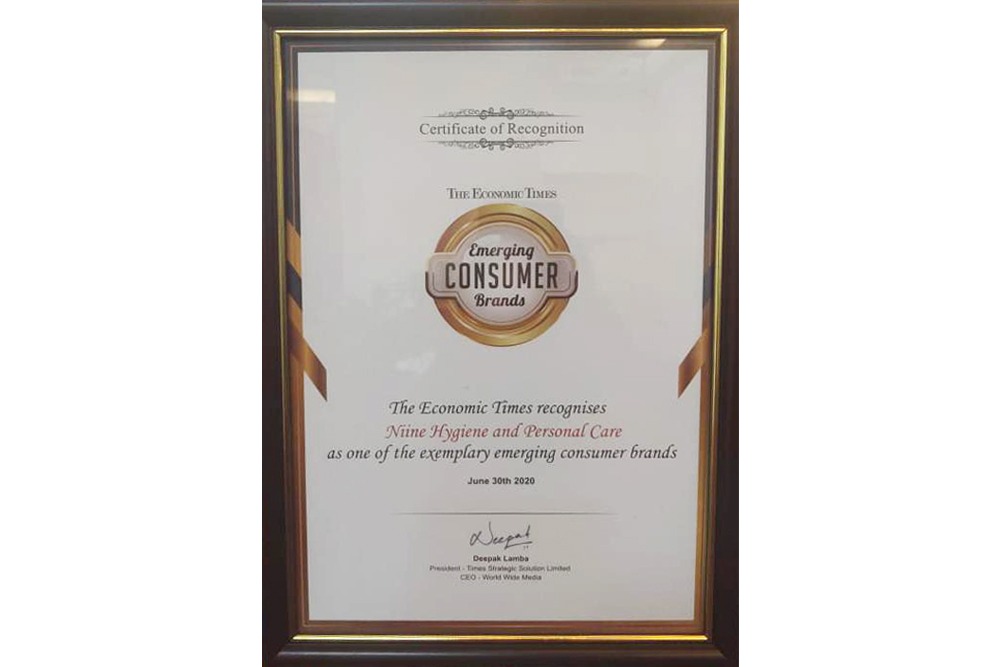 Certificate of Recognition
THE ECONOMIC TIMES
Emerging
CONSUMER
Brands
The Economic Times recognises
Niine Hygiene and Personal Care
as one of the exemplary emerging consumer brands
June 30th 2020
Deepak
Deepak Lamba
President - Times Strategic Solution Limited
CEO - World Wide Media